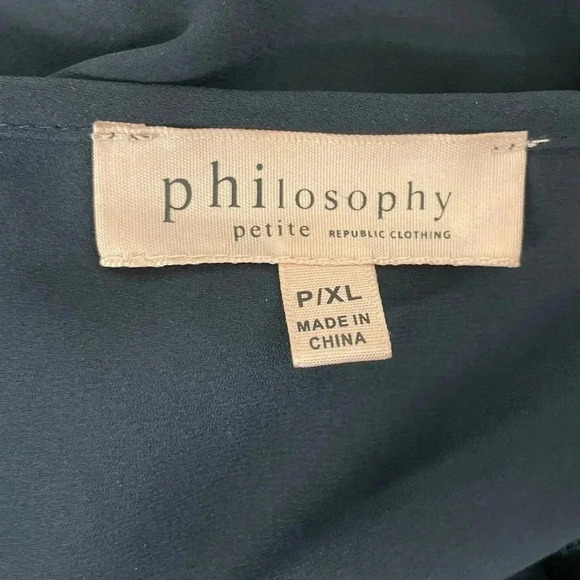 philosophy
petite REPUBLIC CLOTHING
P/XL
MADE IN
CHINA